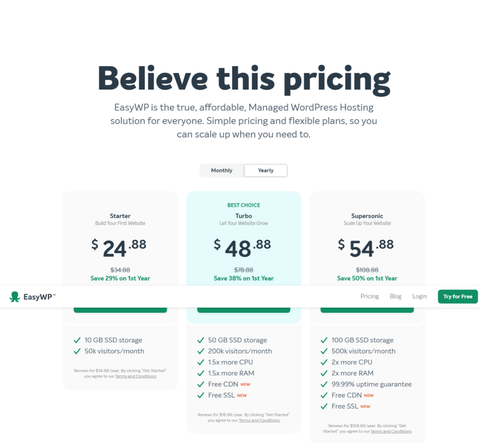 Believe this pricing
EasyWP is the true, affordable, Managed WordPress Hosting
solution for everyone. Simple pricing and flexible plans, so you
can scale up when you need to.
Monthly
Yearly
Starter
Build Your First Website
$ 24.88
$34.88
Save 29% on 1st Year
BEST CHOICE
Turbo
Let Your Website Grow
$ 48.88
$78.88
Save 38% on 1st Year
Supersonic
Scale Up Your Website
$ 54.88
$108.88
Save 50% on 1st Year
EasyWP™
Pricing
Blog
Login
Try for Free
10 GB SSD storage
50k visitors/month
Renews for $34.88/year. By clicking "Get Started"
you agree to our Terms and Conditions.
50 GB SSD storage
200k visitors/month
1.5x more CPU
1.5x more RAM
Free CDN NEW
Free SSL NEW
Renews for $78.88/year. By clicking "Get Started"
you agree to our Terms and Conditions.
100 GB SSD storage
500k visitors/month
2x more CPU
2x more RAM
99.99% uptime guarantee
Free CDN NEW
Free SSL NEW
Renews for $108.88/year. By clicking "Get
Started" you agree to our Terms and Conditions.